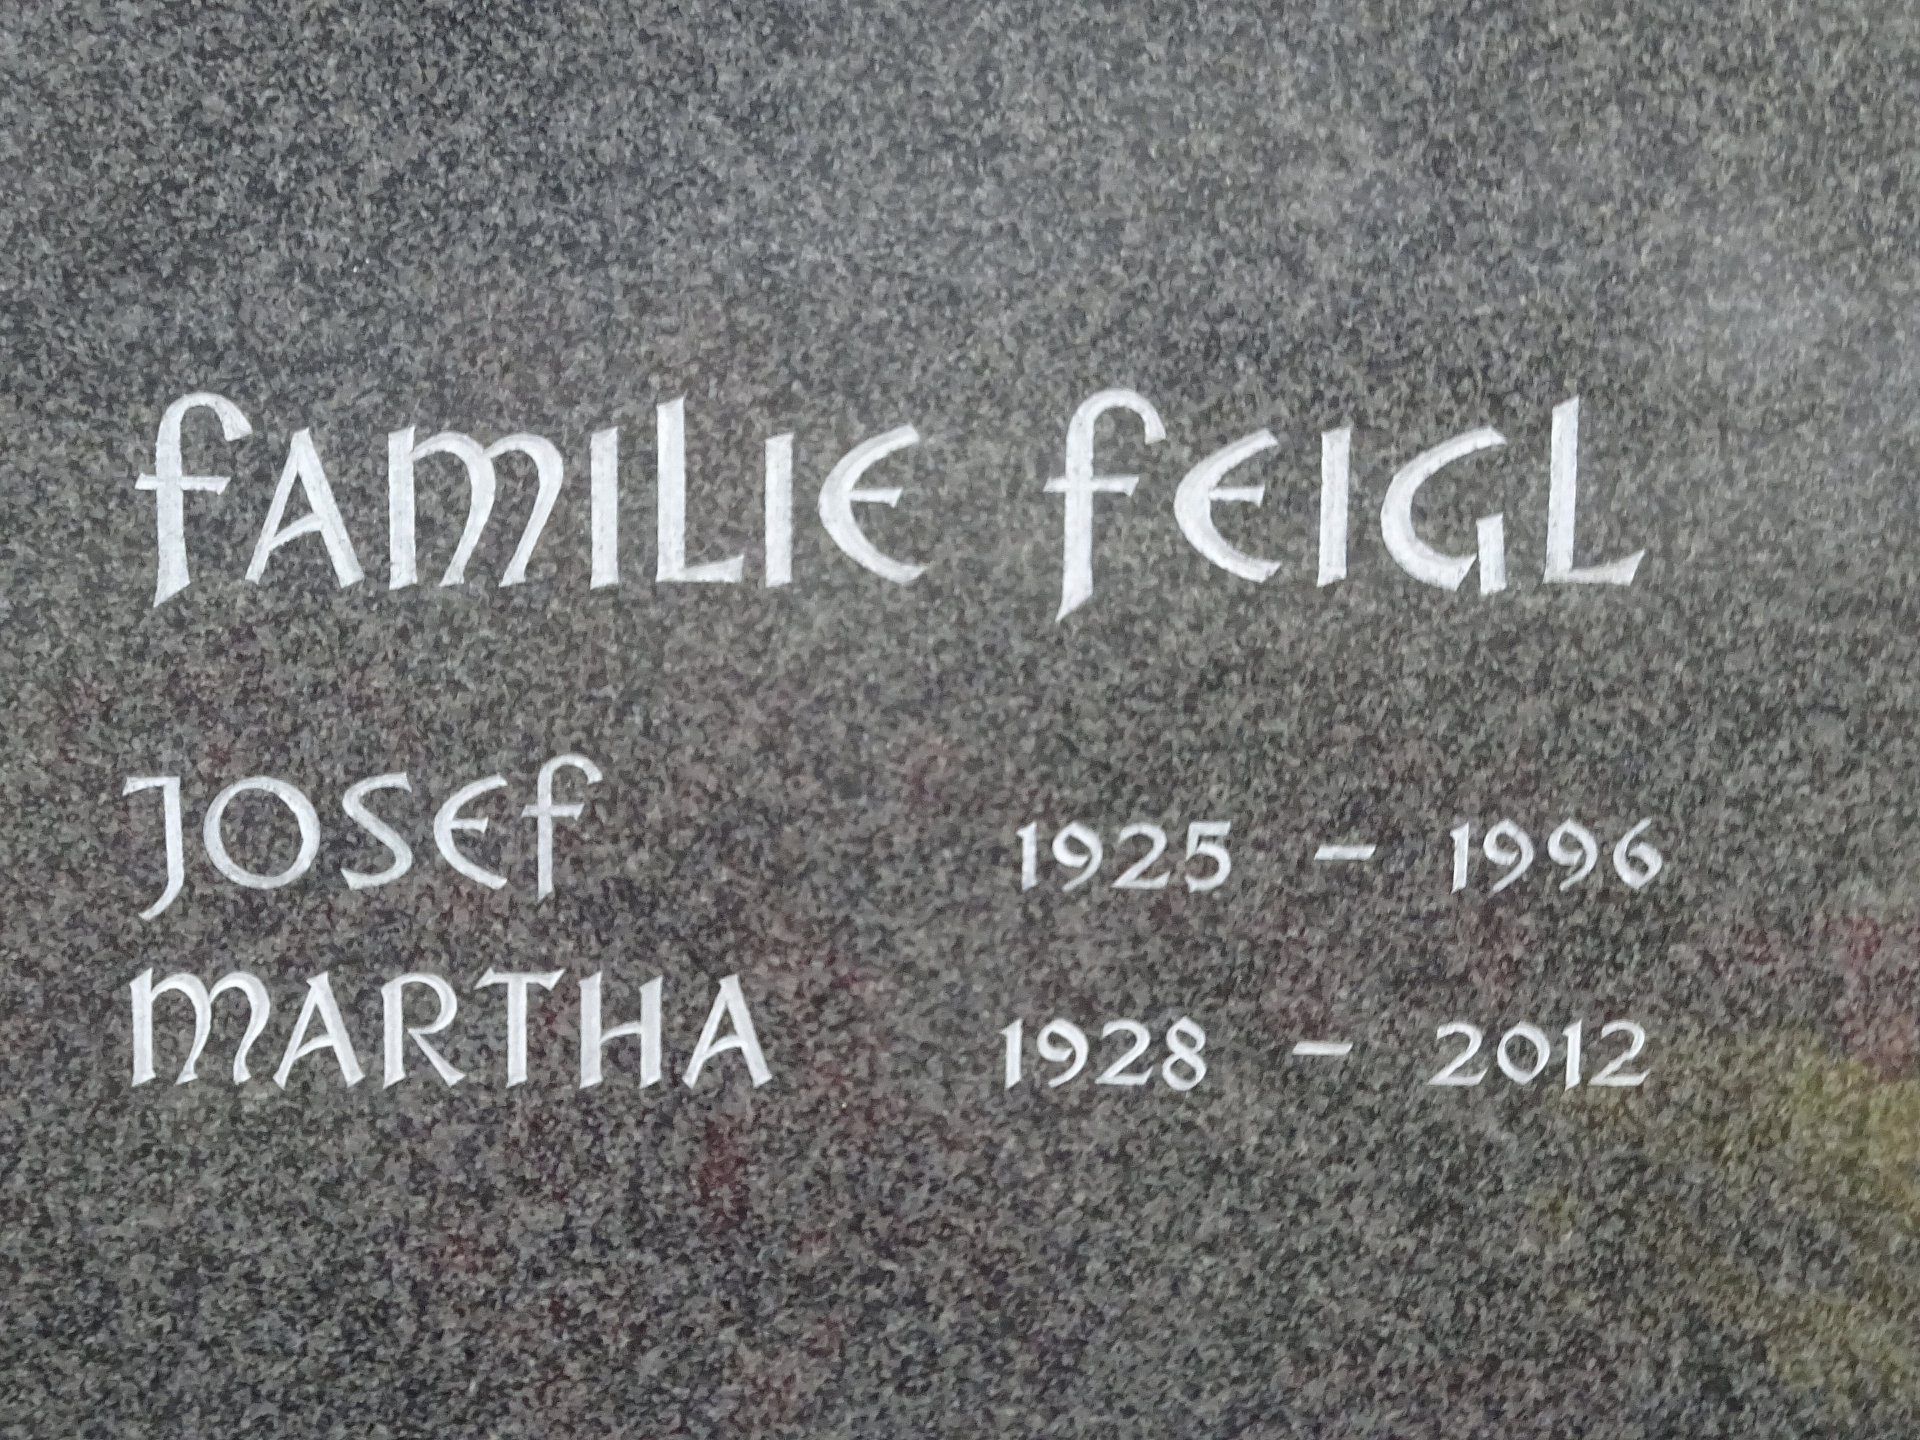 FAMILIE FEIGL
JOSEF 1925 – 1996
MARTHA 1928 – 2012